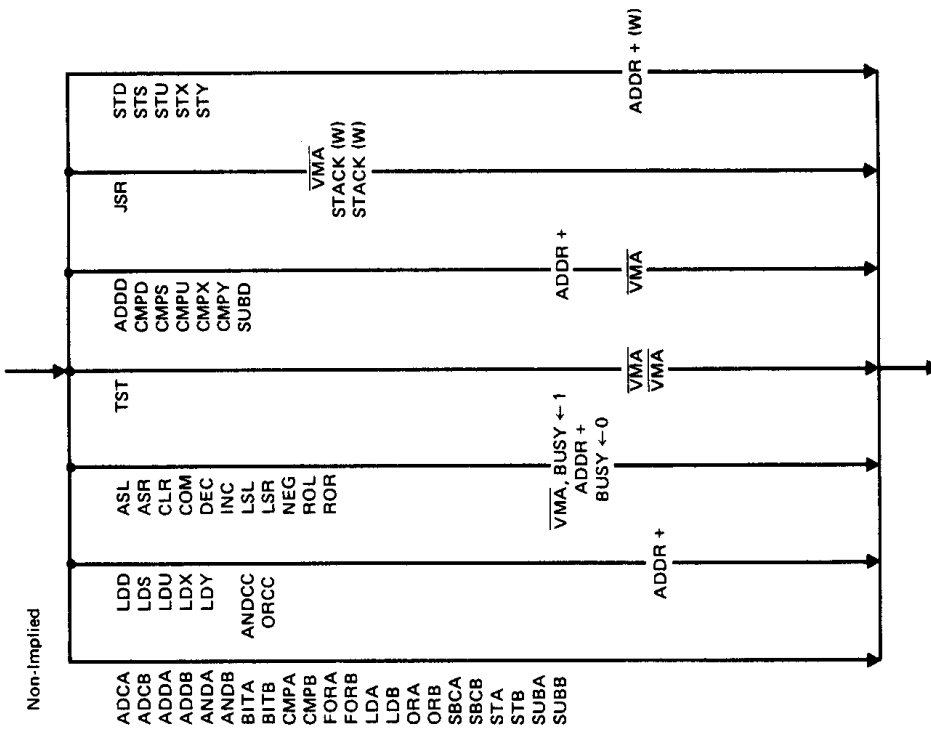 Non-Implied
ADCA
ADCB
ADDA
ADDB
ANDA
ANDB
BITA
BITB
CMPA
CMPB
FORA
FORB
LDA
LDB
ORA
ORB
SBCA
SBCB
STA
STB
SUBA
SUBB
LDD
LDS
LDU
LDX
LDY
ANDCC
ORCC
ADDR +
ASL
ASR
CLR
COM
DEC
INC
LSL
LSR
NEG
ROL
ROR
VMA, BUSY ← 1
ADDR +
BUSY ← 0
TST
VMA
VMA
ADDD
CMPD
CMPS
CMPU
CMPX
CMPY
SUBD
ADDR +
VMA
JSR
VMA
STACK (W)
STACK (W)
STD
STS
STU
STX
STY
ADDR + (W)